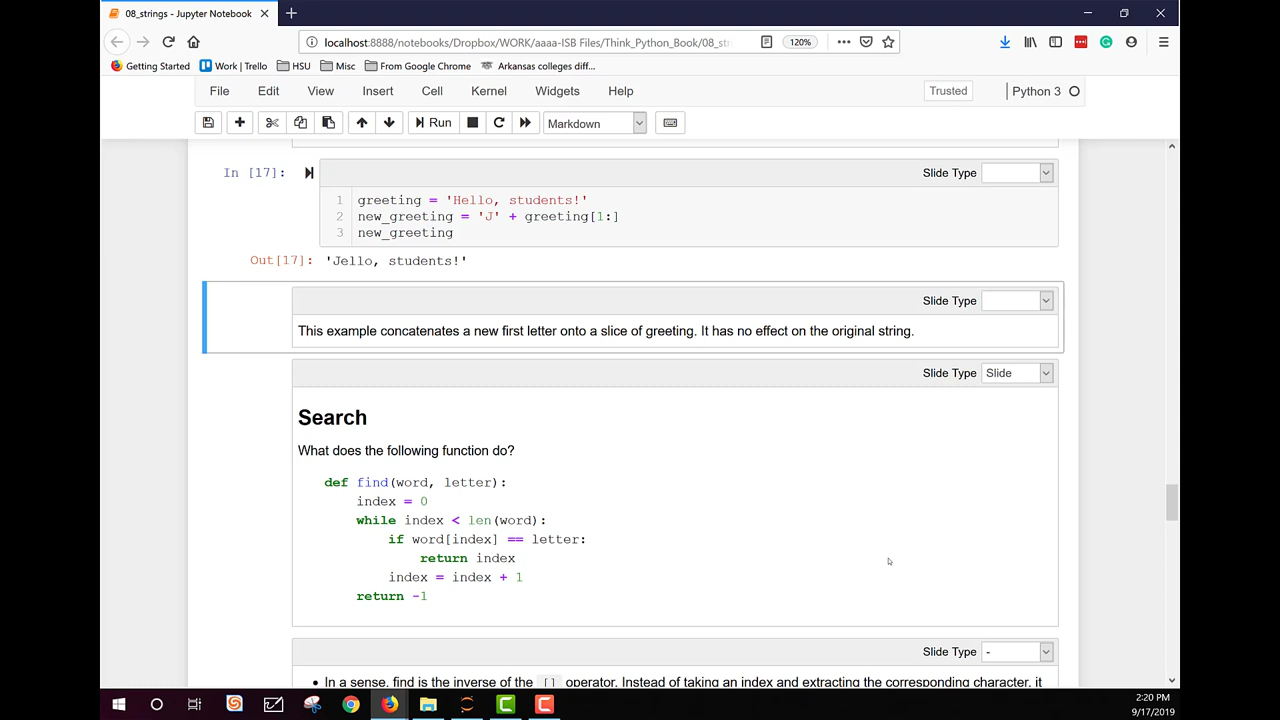 08_strings - Jupyter Notebook
localhost:8888/notebooks/Dropbox/WORK/aaaa-ISB Files/Think_Python_Book/08_str
120%
Getting Started
Work | Trello
HSU
Misc
From Google Chrome
Arkansas colleges diff...
File Edit View Insert Cell Kernel Widgets Help
Trusted
Python 3
Run
Markdown
In [17]:
Slide Type
1 greeting = 'Hello, students!'
2 new_greeting = 'J' + greeting[1:]
3 new_greeting
Out[17]: 'Jello, students!'
Slide Type
This example concatenates a new first letter onto a slice of greeting. It has no effect on the original string.
Slide Type Slide
Search
What does the following function do?
def find(word, letter):
    index = 0
    while index < len(word):
        if word[index] == letter:
            return index
        index = index + 1
    return -1
Slide Type -
In a sense, find is the inverse of the [] operator. Instead of taking an index and extracting the corresponding character, it
2:20 PM
9/17/2019